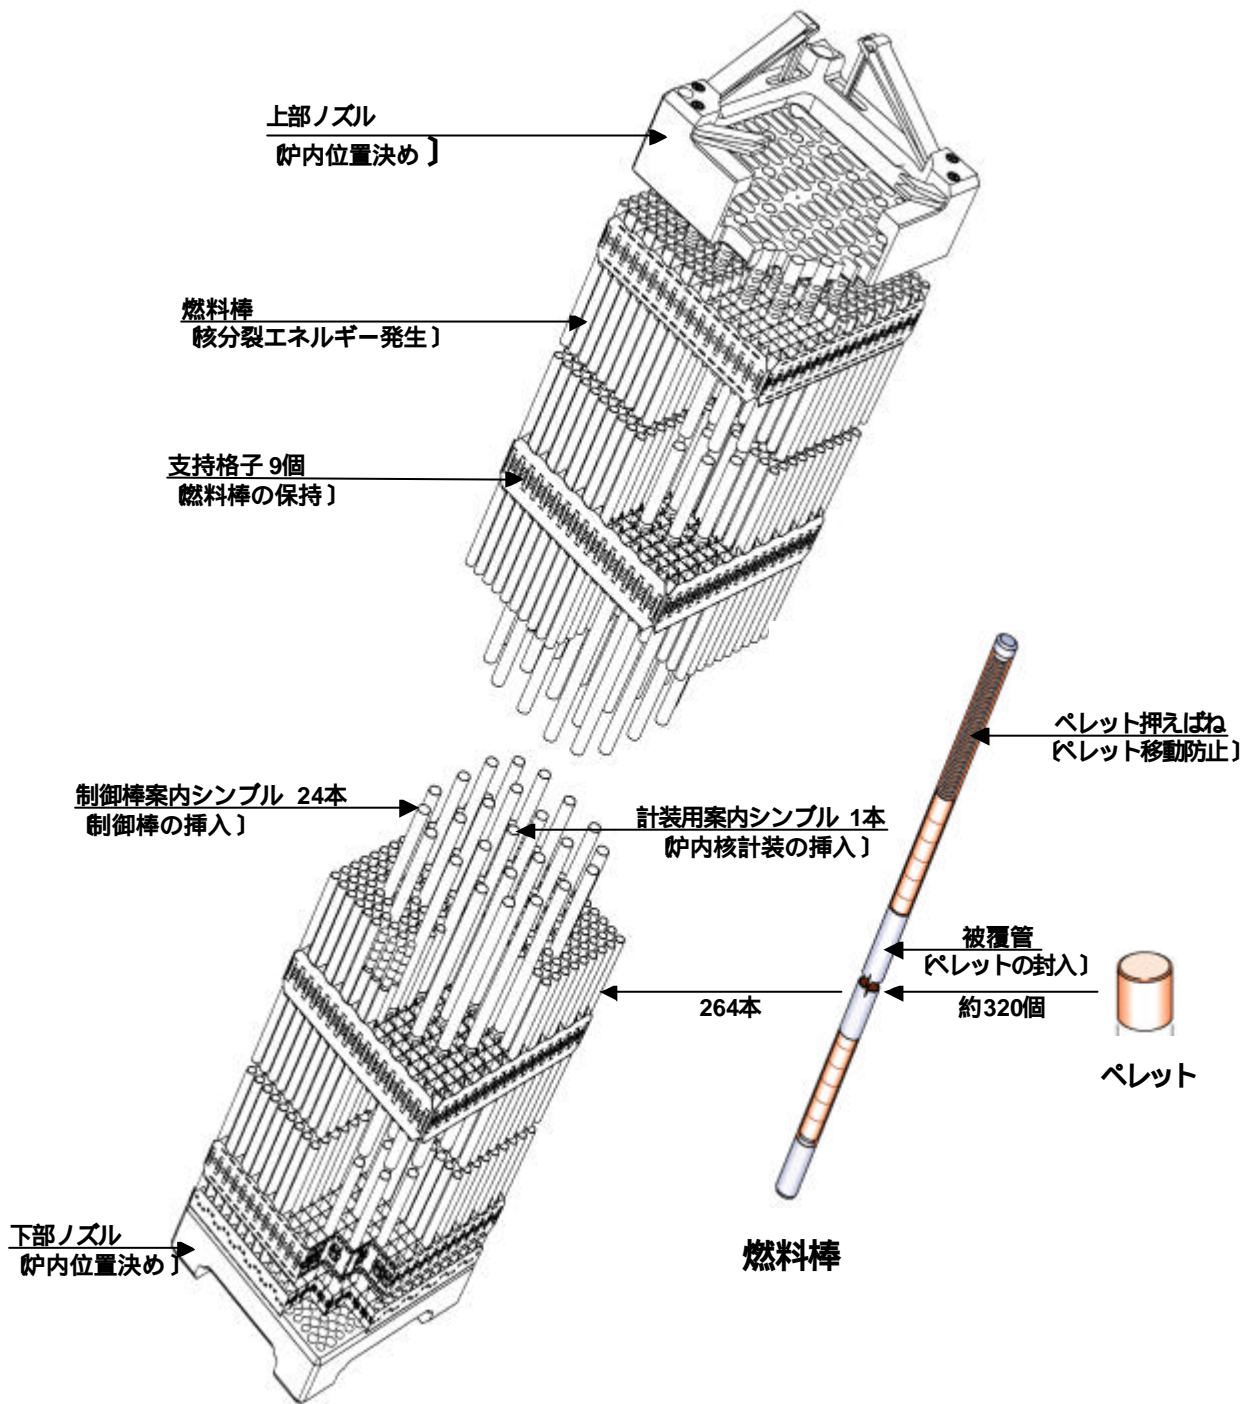 上部ノズル
〔炉内位置決め〕
燃料棒
〔核分裂エネルギー発生〕
支持格子 9個
〔燃料棒の保持〕
ペレット押えばね
〔ペレット移動防止〕
制御棒案内シンブル 24本
〔制御棒の挿入〕
計装用案内シンブル 1本
〔炉内核計装の挿入〕
被覆管
〔ペレットの封入〕
264本
約320個
ペレット
下部ノズル
〔炉内位置決め〕
燃料棒